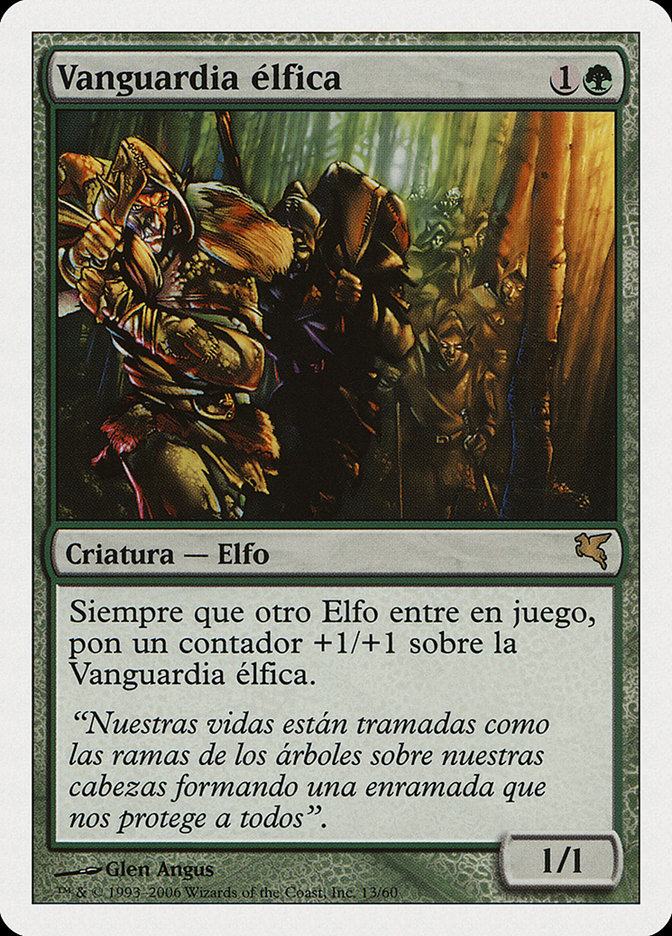 Vanguardia élfica
1
Criatura — Elfo
Siempre que otro Elfo entre en juego,
pon un contador +1/+1 sobre la
Vanguardia élfica.
“Nuestras vidas están tramadas como
las ramas de los árboles sobre nuestras
cabezas formando una enramada que
nos protege a todos”.
1/1
Glen Angus
™ & © 1993–2006 Wizards of the Coast, Inc. 13/60